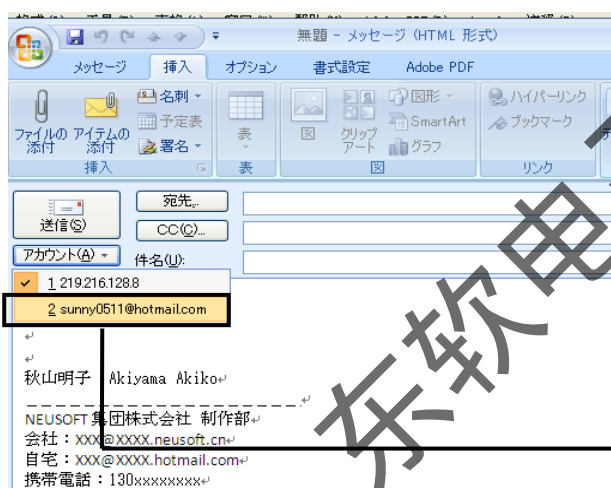 無題 - メッセージ (HTML 形式)
メッセージ 挿入 オプション 書式設定 Adobe PDF
ファイルの添付 アイテムの添付 名刺 予定表 署名 表 図 クリップアート 図形 SmartArt グラフ ハイパーリンク ブックマーク
挿入 表 図 リンク
送信(S) 宛先...
CC(C)...
アカウント(A) 件名(U):
1 219.216.128.8
2 sunny0511@hotmail.com
秋山明子 Akiyama Akiko
NEUSOFT 集団株式会社 制作部
会社：xxx@XXXX.neusoft.cn
自宅：xxx@XXXX.hotmail.com
携帯電話：130xxxxxxxx
东软电